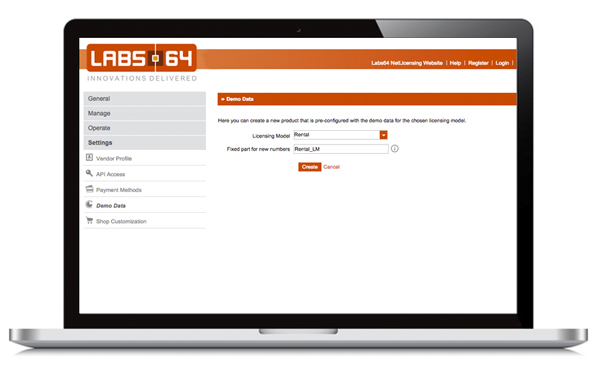 LABS 64
INNOVATIONS DELIVERED
Labs64 NetLicensing Website | Help | Register | Login |
General
Manage
Operate
Settings
Vendor Profile
API Access
Payment Methods
Demo Data
Shop Customization
» Demo Data
Here you can create a new product that is pre-configured with the demo data for the chosen licensing model.
Licensing Model Rental
Fixed part for new numbers Rental_LM
Create Cancel